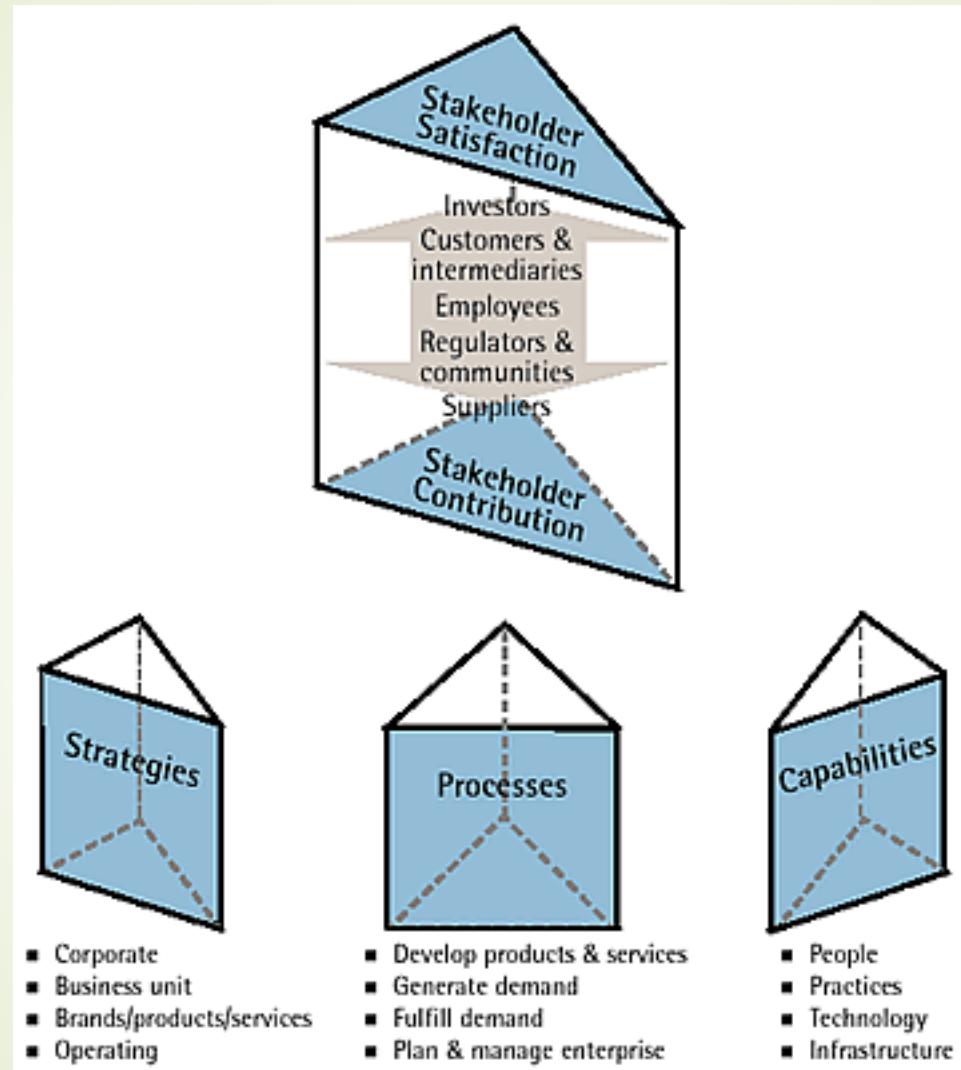 Stakeholder
Satisfaction
Investors
Customers &
intermediaries
Employees
Regulators &
communities
Suppliers
Stakeholder
Contribution
Strategies
Processes
Capabilities
▪ Corporate
▪ Business unit
▪ Brands/products/services
▪ Operating
▪ Develop products & services
▪ Generate demand
▪ Fulfill demand
▪ Plan & manage enterprise
▪ People
▪ Practices
▪ Technology
▪ Infrastructure